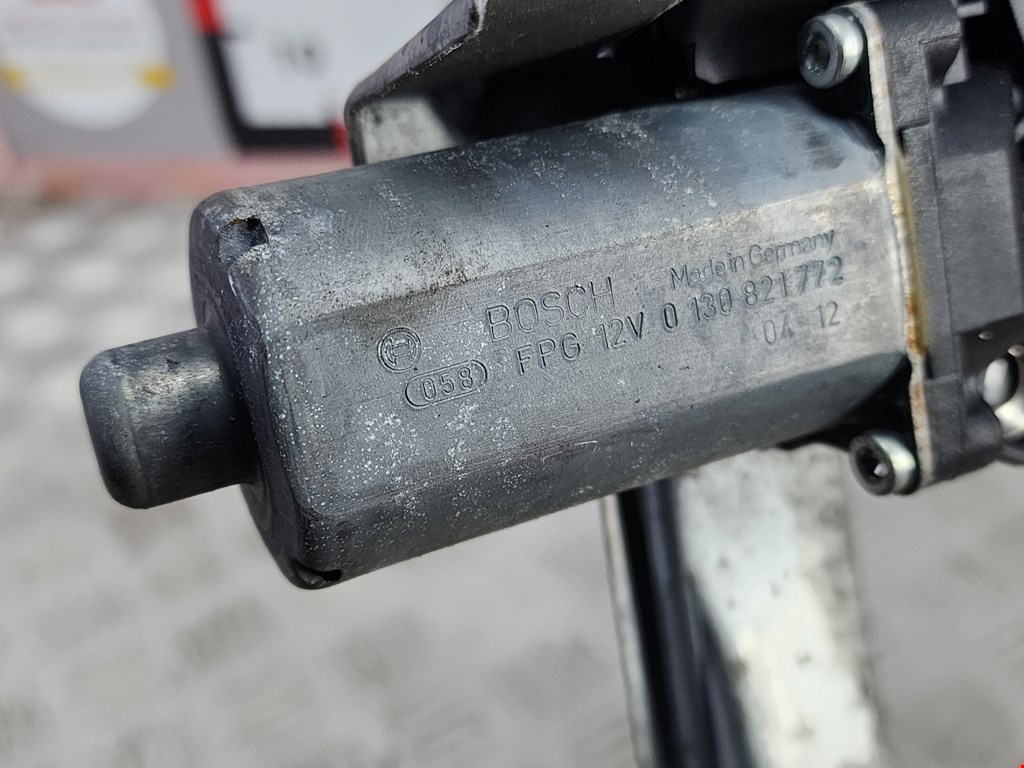 BOSCH Made in Germany
058 FPG 12V 0 130 821 772
04-12